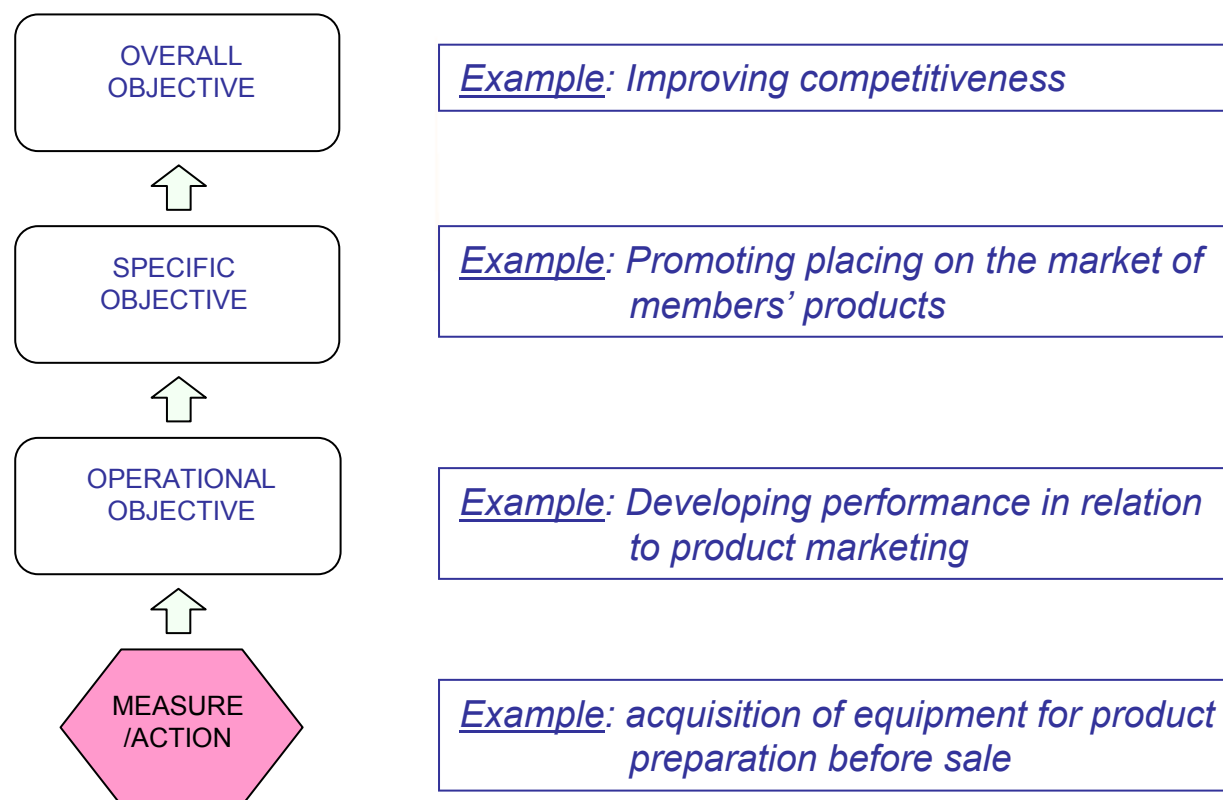 OVERALL
OBJECTIVE
Example: Improving competitiveness
SPECIFIC
OBJECTIVE
Example: Promoting placing on the market of
members’ products
OPERATIONAL
OBJECTIVE
Example: Developing performance in relation
to product marketing
MEASURE
/ACTION
Example: acquisition of equipment for product
preparation before sale